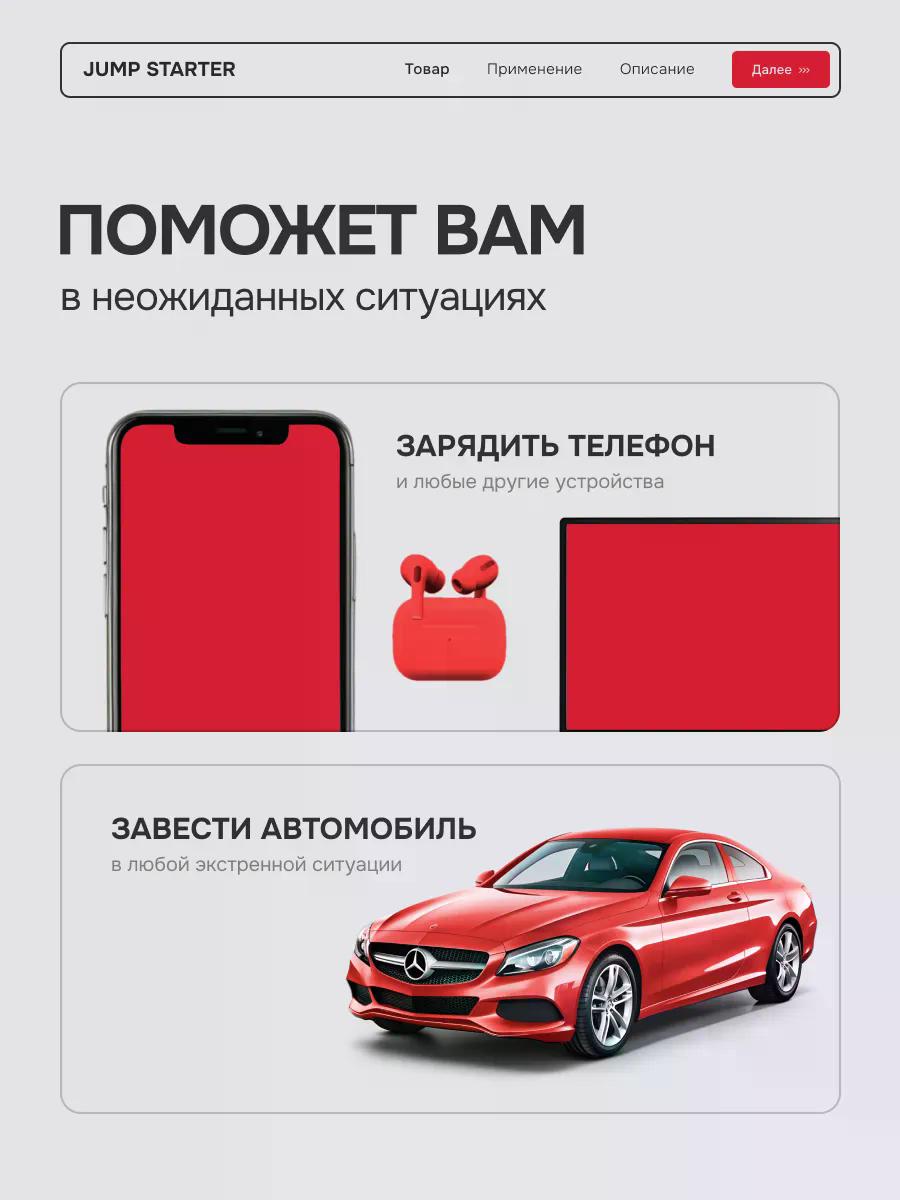 JUMP STARTER
Товар
Применение
Описание
Далее »»
ПОМОЖЕТ ВАМ
в неожиданных ситуациях
ЗАРЯДИТЬ ТЕЛЕФОН
и любые другие устройства
ЗАВЕСТИ АВТОМОБИЛЬ
в любой экстренной ситуации